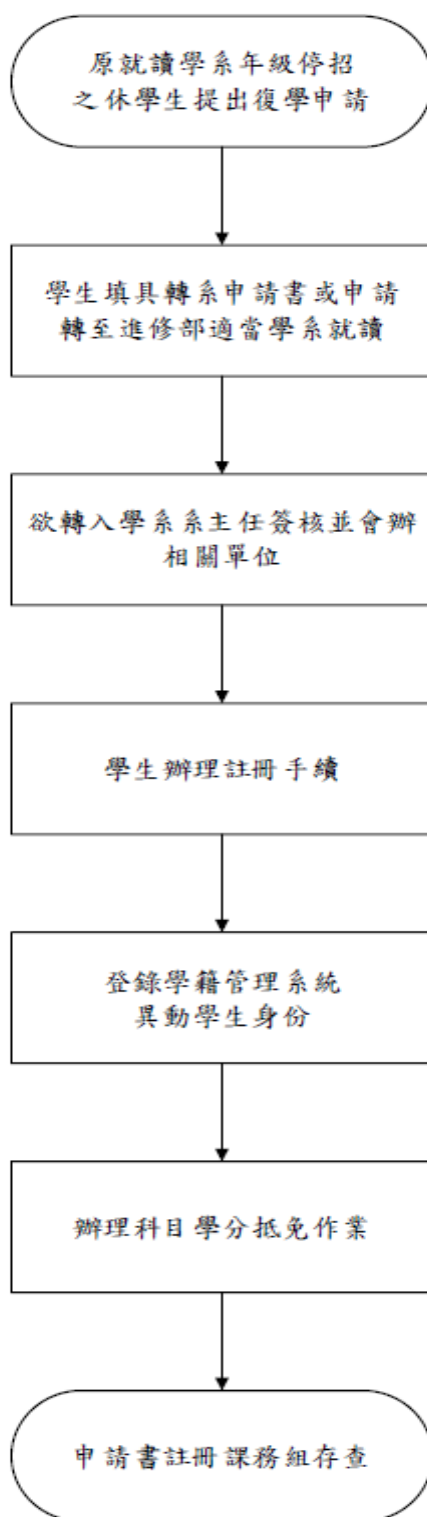 原就讀學系年級停招
之休學生提出復學申請
學生填具轉系申請書或申請
轉至進修部適當學系就讀
欲轉入學系系主任簽核並會辦
相關單位
學生辦理註冊手續
登錄學籍管理系統
異動學生身份
辦理科目學分抵免作業
申請書註冊課務組存查